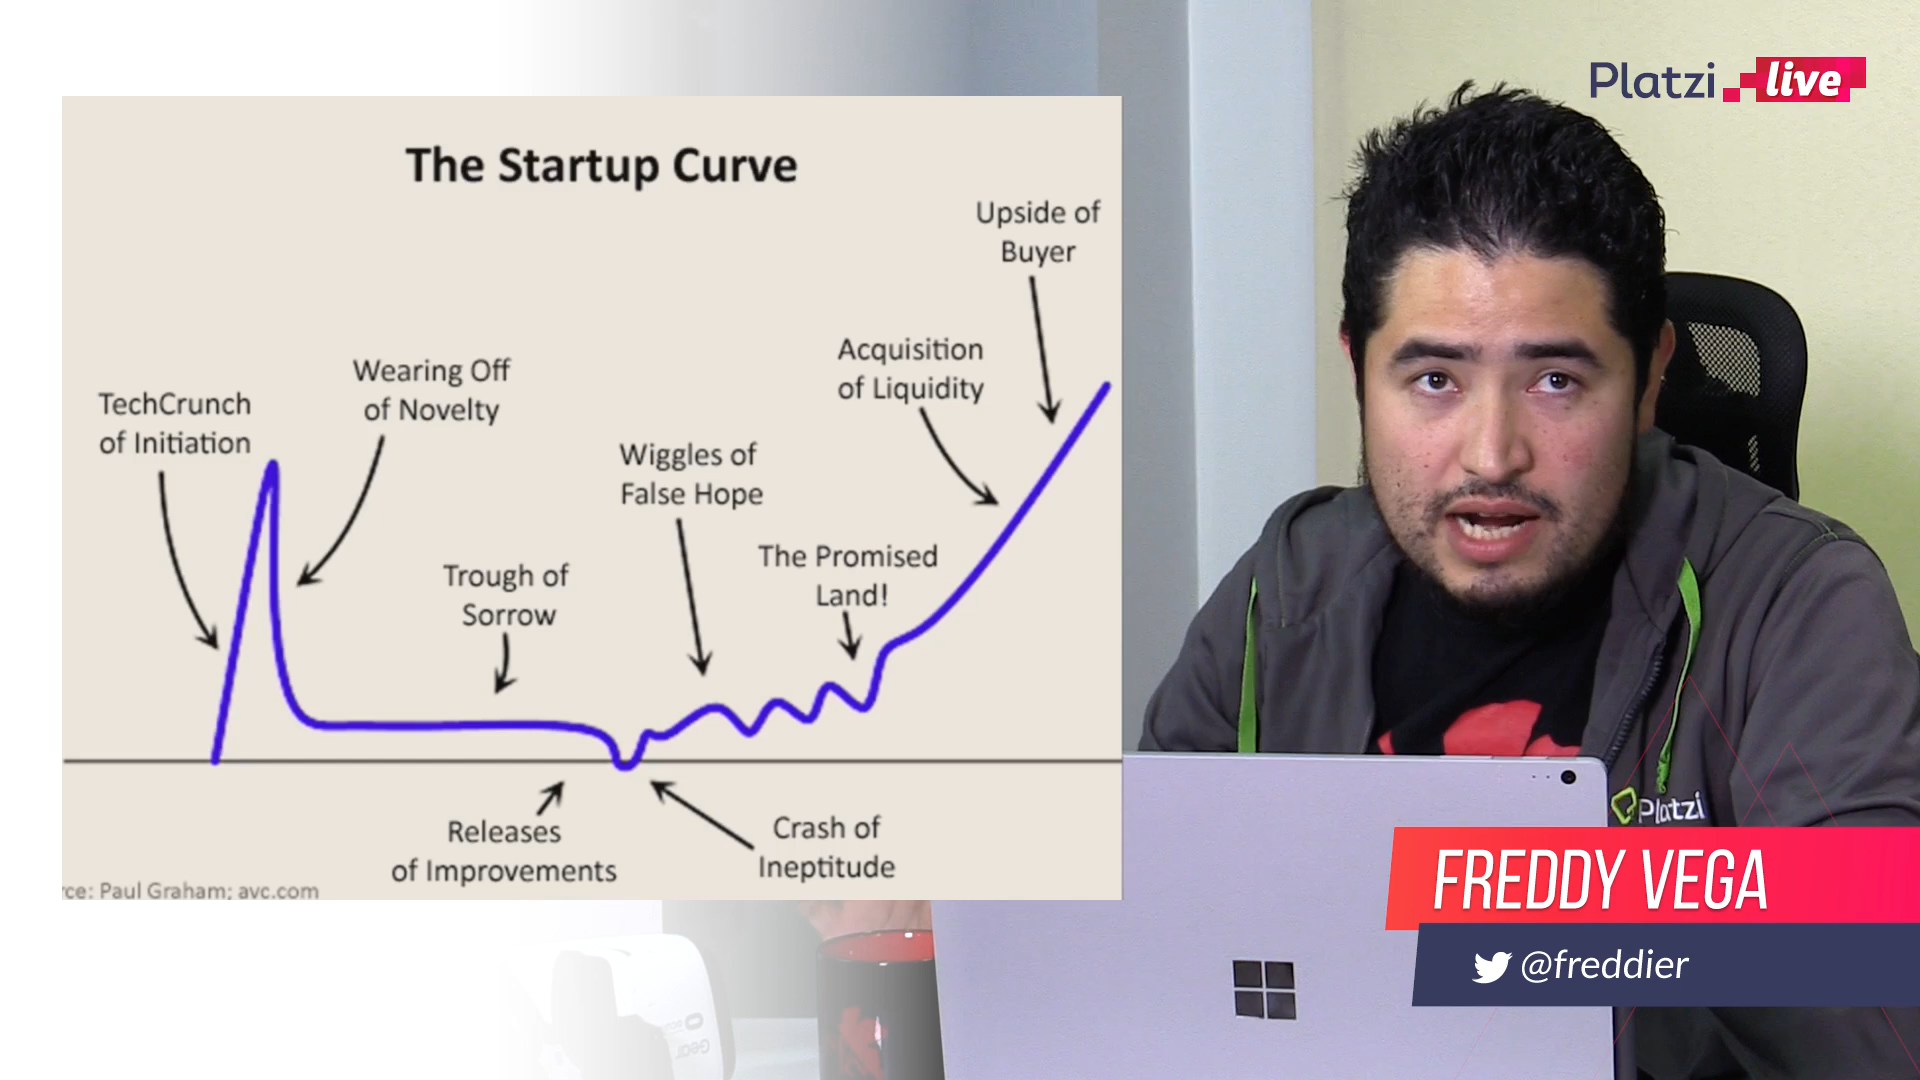 Platzi live
The Startup Curve
Upside of
Buyer
Acquisition
of Liquidity
Wearing Off
of Novelty
TechCrunch
of Initiation
Wiggles of
False Hope
The Promised
Land!
Trough of
Sorrow
Releases
of Improvements
Crash of
Ineptitude
rce: Paul Graham; avc.com
Platzi
FREDDY VEGA
@freddier
Gear